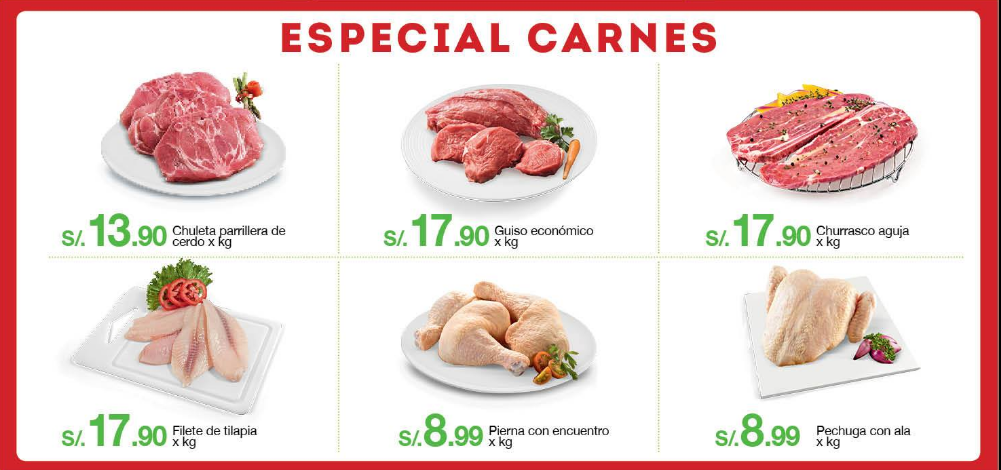 ESPECIAL CARNES
S/.13.90 Chuleta parrillera de
cerdo x kg
S/.17.90 Guiso económico
x kg
S/.17.90 Churrasco aguja
x kg
S/.17.90 Filete de tilapia
x kg
S/.8.99 Pierna con encuentro
x kg
S/.8.99 Pechuga con ala
x kg